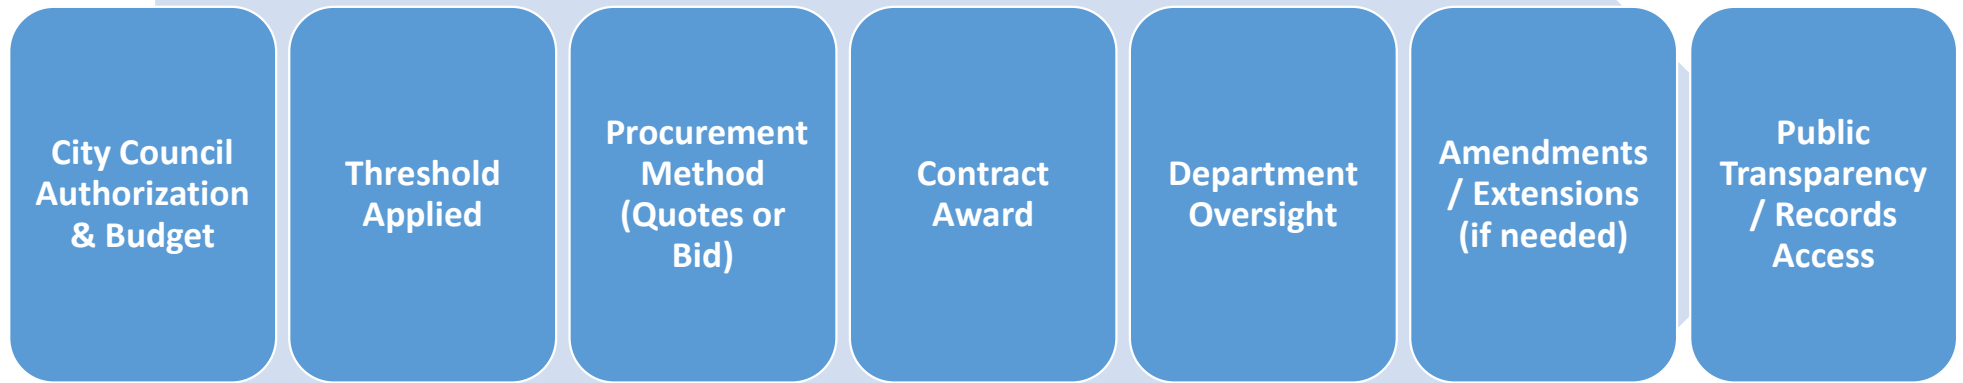 City Council
Authorization
& Budget
Threshold
Applied
Procurement
Method
(Quotes or
Bid)
Contract
Award
Department
Oversight
Amendments
/ Extensions
(if needed)
Public
Transparency
/ Records
Access